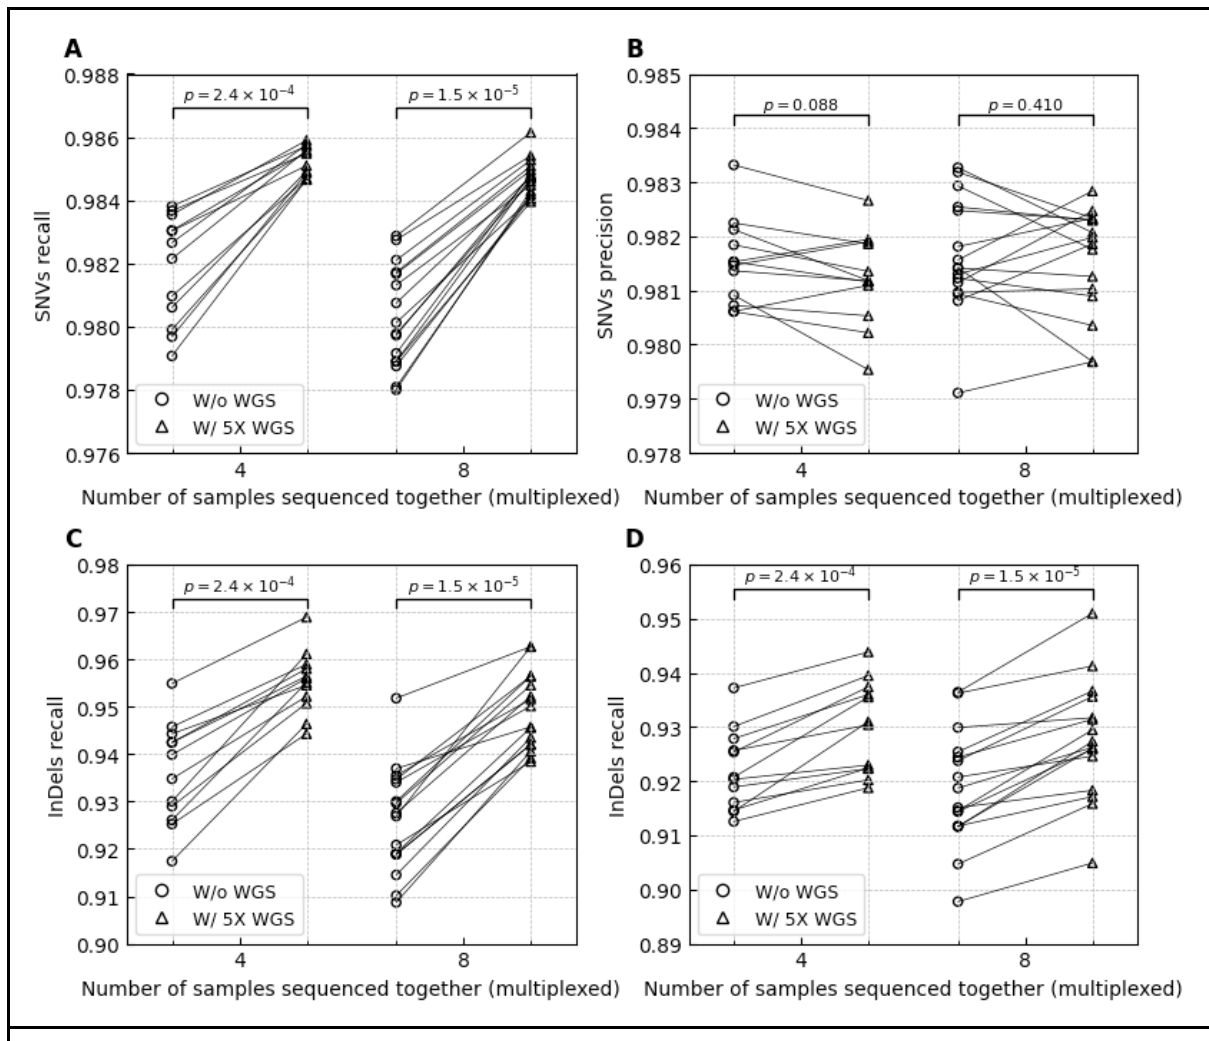 A
0.988
0.986
0.984
0.982
0.980
0.978
0.976
SNVs recall
p = 2.4 × 10⁻⁴
p = 1.5 × 10⁻⁵
W/o WGS
W/ 5X WGS
4
8
Number of samples sequenced together (multiplexed)
B
0.985
0.984
0.983
0.982
0.981
0.980
0.979
0.978
SNVs precision
p = 0.088
p = 0.410
W/o WGS
W/ 5X WGS
4
8
Number of samples sequenced together (multiplexed)
C
0.98
0.97
0.96
0.95
0.94
0.93
0.92
0.91
0.90
InDels recall
p = 2.4 × 10⁻⁴
p = 1.5 × 10⁻⁵
W/o WGS
W/ 5X WGS
4
8
Number of samples sequenced together (multiplexed)
D
0.96
0.95
0.94
0.93
0.92
0.91
0.90
0.89
InDels recall
p = 2.4 × 10⁻⁴
p = 1.5 × 10⁻⁵
W/o WGS
W/ 5X WGS
4
8
Number of samples sequenced together (multiplexed)